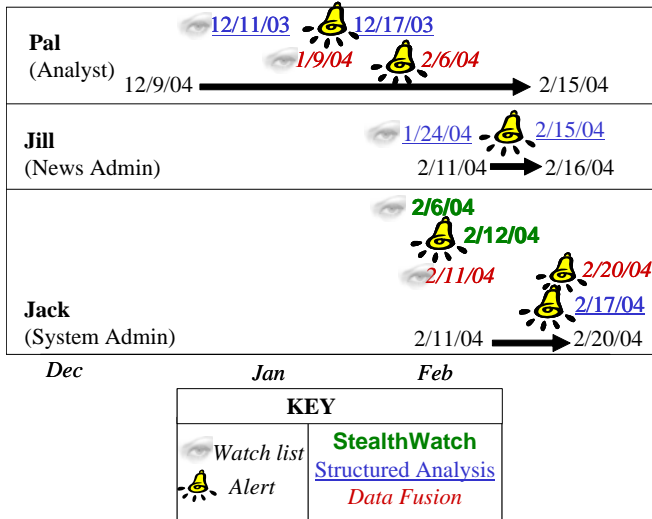 Pal
(Analyst)
12/11/03 12/17/03
1/9/04 2/6/04
12/9/04 2/15/04
Jill
(News Admin)
1/24/04 2/15/04
2/11/04 2/16/04
Jack
(System Admin)
2/6/04
2/12/04
2/11/04 2/20/04
2/17/04
2/11/04 2/20/04
Dec Jan Feb
KEY
Watch list
Alert
StealthWatch
Structured Analysis
Data Fusion